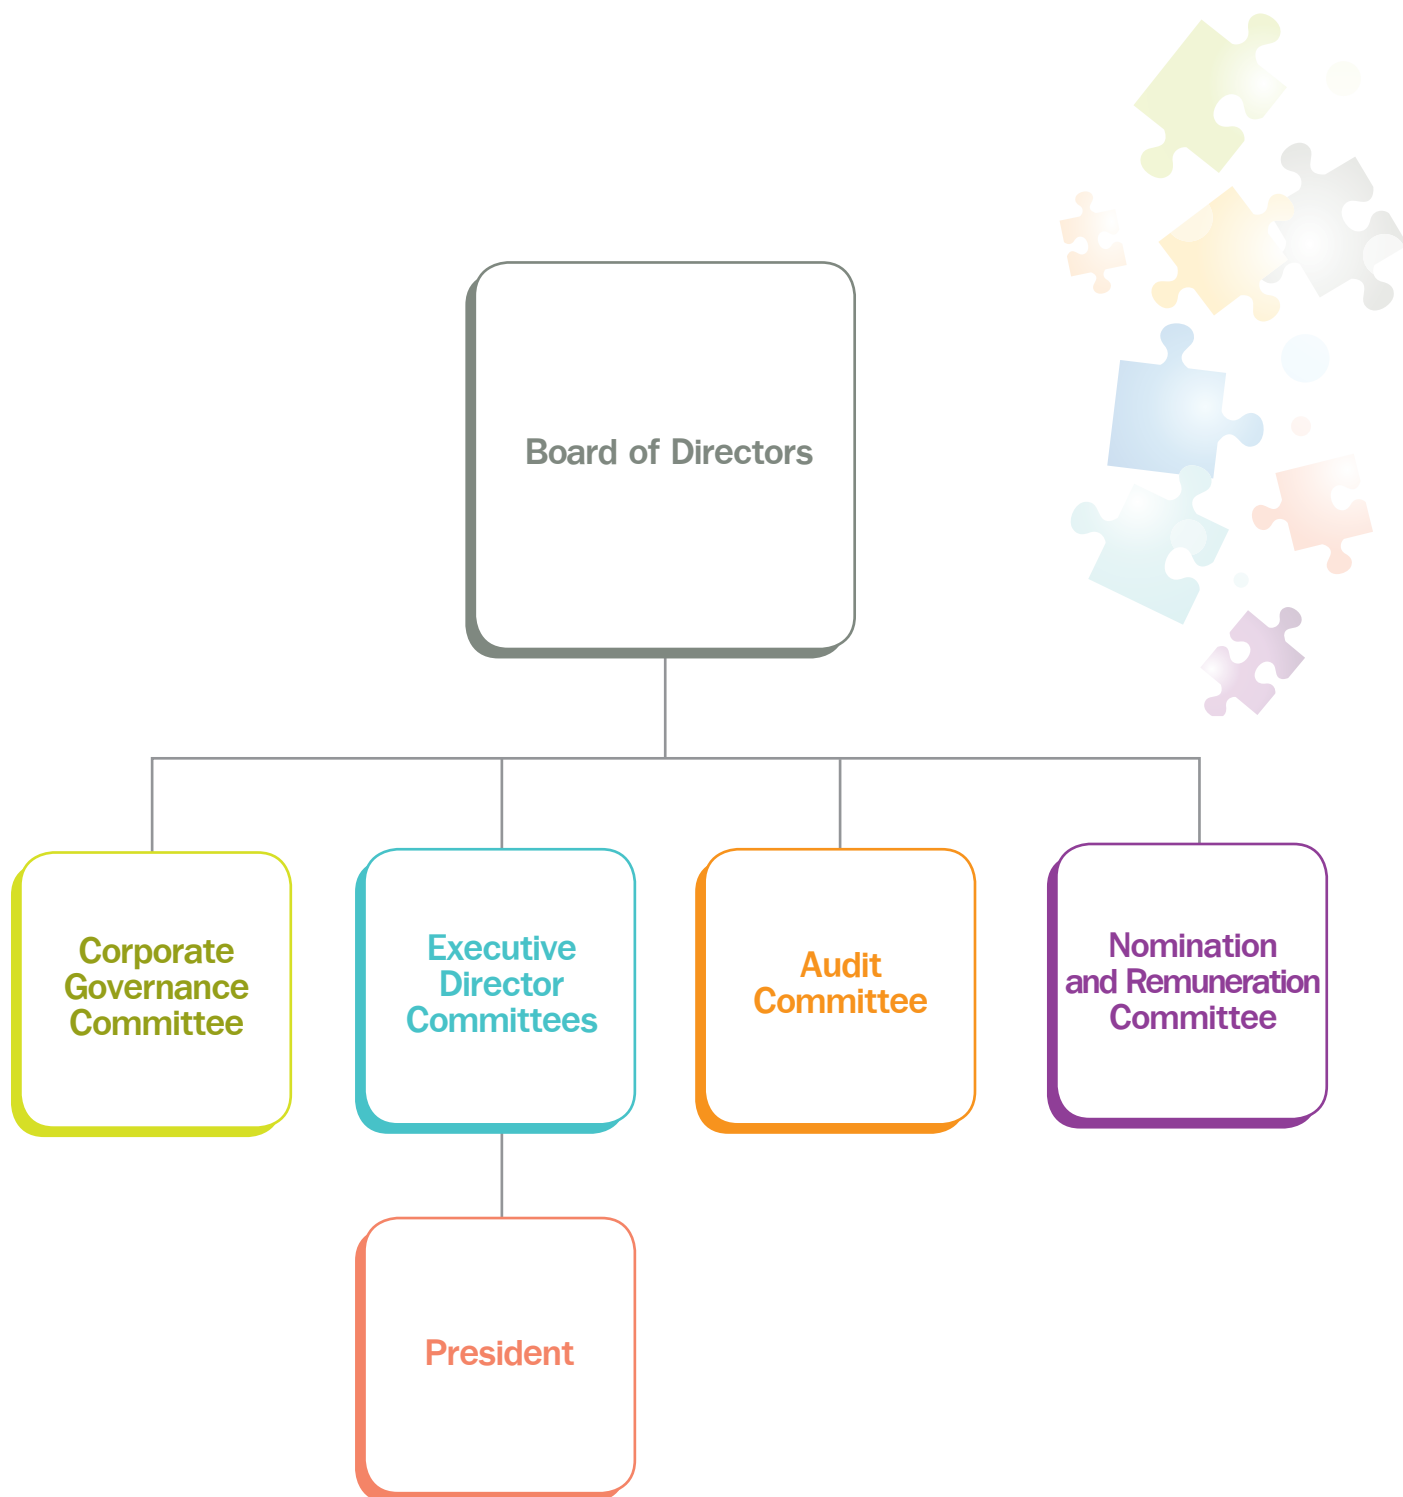 Board of Directors
Corporate
Governance
Committee
Executive
Director
Committees
Audit
Committee
Nomination
and Remuneration
Committee
President